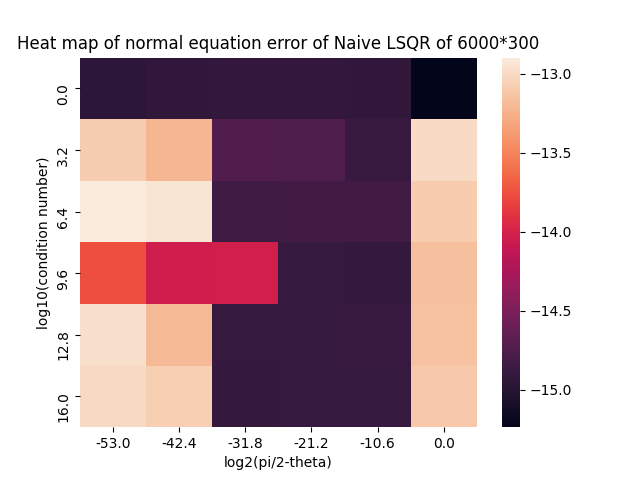 Heat map of normal equation error of Naive LSQR of 6000*300
log10(condition number)
0.0
3.2
6.4
9.6
12.8
16.0
-53.0 -42.4 -31.8 -21.2 -10.6 0.0
log2(pi/2-theta)
−13.0
−13.5
−14.0
−14.5
−15.0